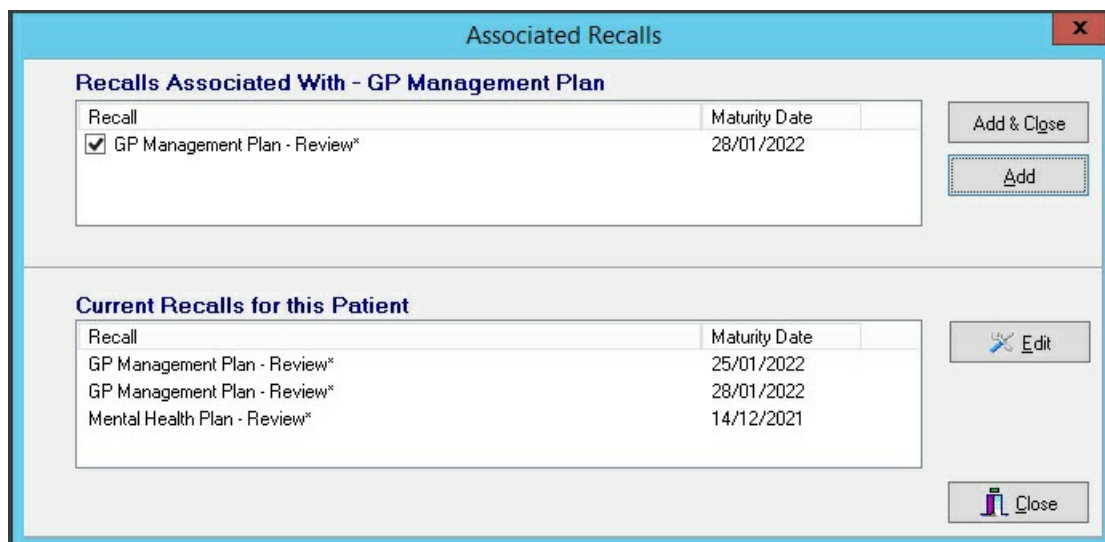 Associated Recalls
x
Recalls Associated With - GP Management Plan
Recall Maturity Date
GP Management Plan - Review* 28/01/2022
Add & Close
Add
Current Recalls for this Patient
Recall Maturity Date
GP Management Plan - Review* 25/01/2022
GP Management Plan - Review* 28/01/2022
Mental Health Plan - Review* 14/12/2021
Edit
Close